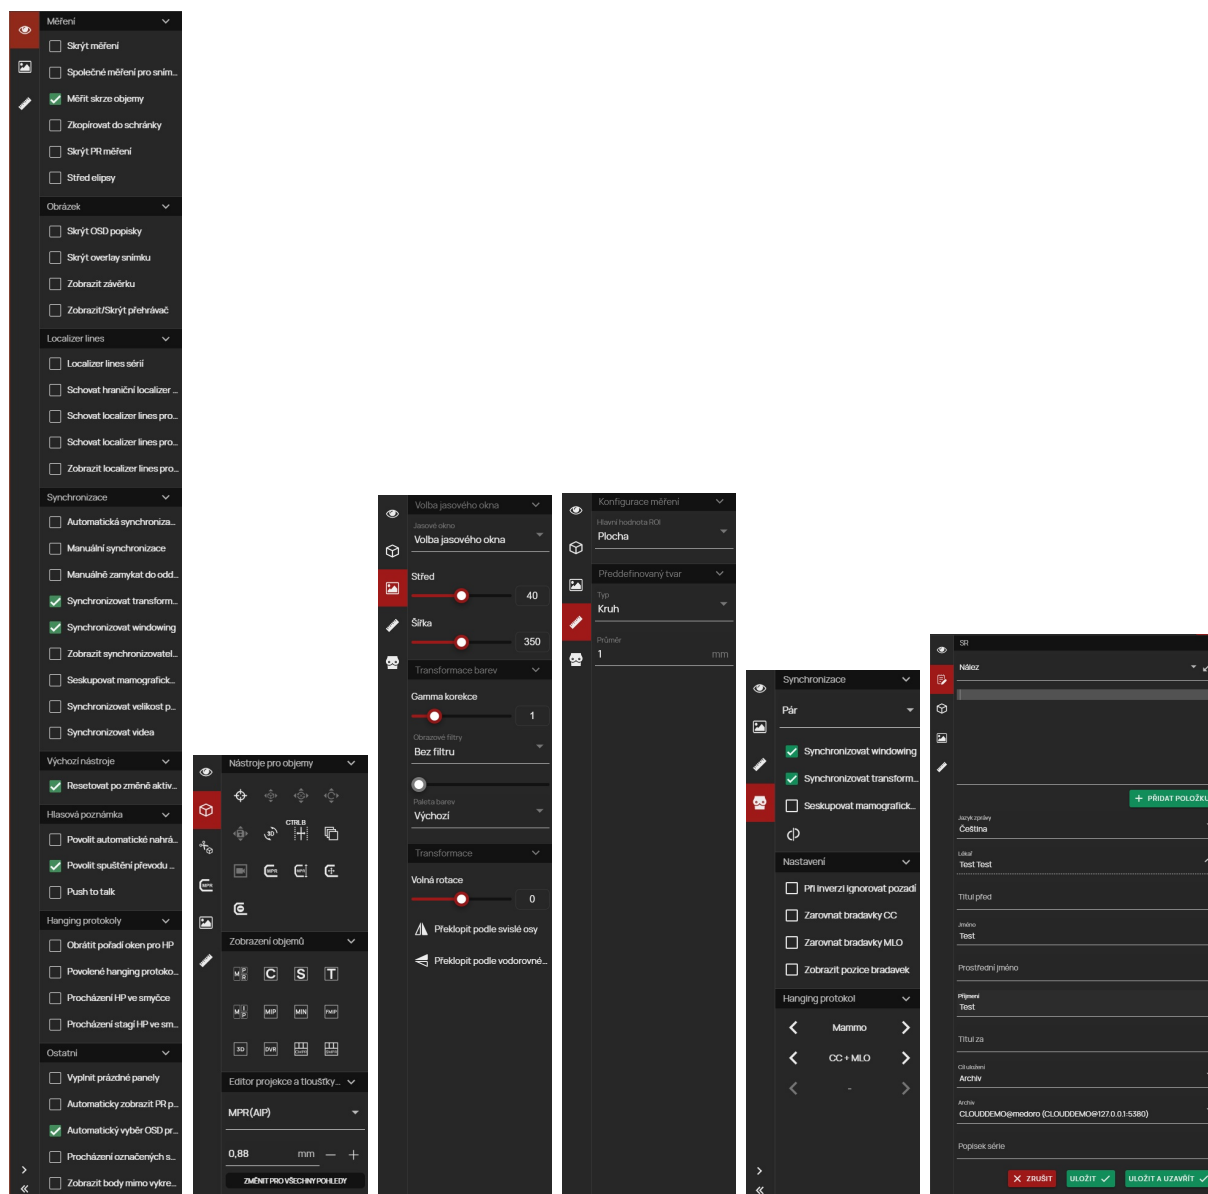 Měření
Skrýt měření
Společné měření pro sním...
Měřit skrze objemy
Zkopírovat do schránky
Skrýt PR měření
Střed elipsy
Obrázek
Skrýt OSD popisky
Skrýt overlay snímku
Zobrazit závěrku
Zobrazit/Skrýt přehrávač
Localizer lines
Localizer lines sérií
Schovat hraniční localizer ...
Schovat localizer lines pro...
Schovat localizer lines pro...
Zobrazit localizer lines pro...
Synchronizace
Automatická synchroniza...
Manuální synchronizace
Manuálně zamykat do odd...
Synchronizovat transform...
Synchronizovat windowing
Zobrazit synchronizovatel...
Seskupovat mamografick...
Synchronizovat velikost p...
Synchronizovat videa
Výchozí nástroje
Resetovat po změně aktiv...
Hlasová poznámka
Povolit automatické nahrá...
Povolit spuštění převodu ...
Push to talk
Hanging protokoly
Obrátit pořadí oken pro HP
Povolené hanging protoko...
Procházení HP ve smyčce
Procházení stagí HP ve sm...
Ostatní
Vyplnit prázdné panely
Automaticky zobrazit PR p...
Automatický výběr OSD pr...
Procházení označených s...
Zobrazit body mimo vykre...
Nástroje pro objemy
3D
CTRL B
MPR
MPR
MPR
Zobrazení objemů
MPR C S T
MIP MIP MIN FMIP
3D DVR
Editor projekce a tloušťky...
MPR(AIP)
0,88 mm
ZMĚNIT PRO VŠECHNY POHLEDY
Volba jasového okna
Jasové okno
Volba jasového okna
Střed
40
Šířka
350
Transformace barev
Gamma korekce
1
Obrazové filtry
Bez filtru
Paleta barev
Výchozí
Transformace
Volná rotace
0
Překlopit podle svislé osy
Překlopit podle vodorovné...
Konfigurace měření
Hlavní hodnota ROI
Plocha
Předdefinovaný tvar
Typ
Kruh
Průměr
1 mm
Synchronizace
Pár
Synchronizovat windowing
Synchronizovat transform...
Seskupovat mamografick...
Nastavení
Při inverzi ignorovat pozadí
Zarovnat bradavky CC
Zarovnat bradavky MLO
Zobrazit pozice bradavek
Hanging protokol
Mammo
CC + MLO
-
SR
Nález
PŘIDAT POLOŽKU
Jazyk zprávy
Čeština
Lékař
Test Test
Titul před
Jméno
Test
Prostřední jméno
Příjmení
Test
Titul za
Cíl uložení
Archiv
Archiv
CLOUDDEMO@medoro (CLOUDDEMO@127.0.0.1:5380)
Popisek série
ZRUŠIT ULOŽIT ULOŽIT A UZAVŘÍT